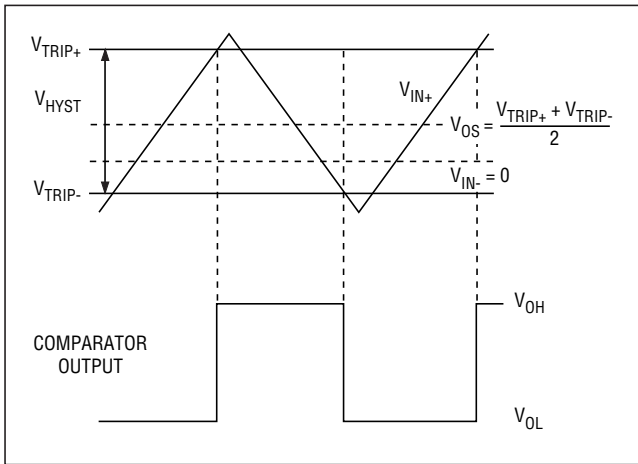 V_TRIP+
V_HYST
V_IN+
V_OS = (V_TRIP+ + V_TRIP-) / 2
V_IN- = 0
V_TRIP-
V_OH
COMPARATOR
OUTPUT
V_OL